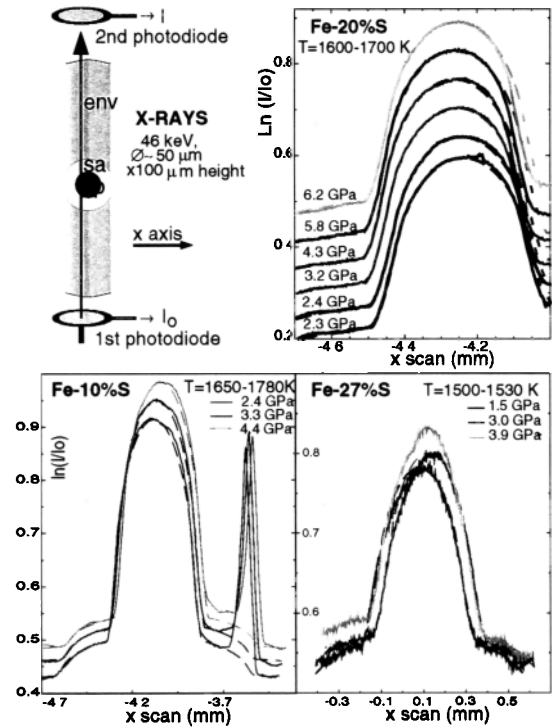 → I
2nd photodiode
env
X-RAYS
46 keV,
Ø~ 50 µm
x100 µm height
sa
x axis
→ Io
1st photodiode
Fe-20%S
T=1600-1700 K
Ln (I/Io)
0.8
0.6
0.4
0.2
6.2 GPa
5.8 GPa
4.3 GPa
3.2 GPa
2.4 GPa
2.3 GPa
-4 6
-4 4
-4.2
x scan (mm)
Fe-10%S
T=1650-1780K
2.4 GPa
3.3 GPa
4.4 GPa
ln(I/Io)
0.9
0.8
0.7
0.6
0.5
0.4
-4 7
-4 2
-3.7
x scan (mm)
Fe-27%S
T=1500-1530 K
1.5 GPa
3.0 GPa
3.9 GPa
0.8
0.7
0.6
-0.3
-0.1
0.1
0.3
0.5
x scan (mm)